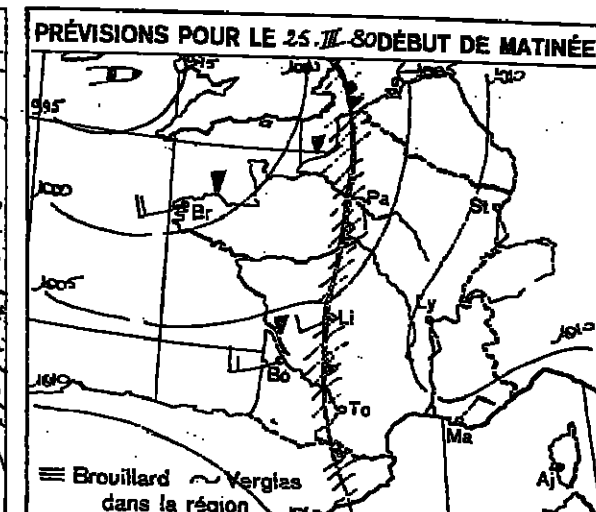 PRÉVISIONS POUR LE 25.III.80 DÉBUT DE MATINÉE
1005
1010
995
1000
Br
Pa
St
1005
Li
Ly
1015
Bo
1010
To
Ma
Brouillard Verglas
Aj
dans la région